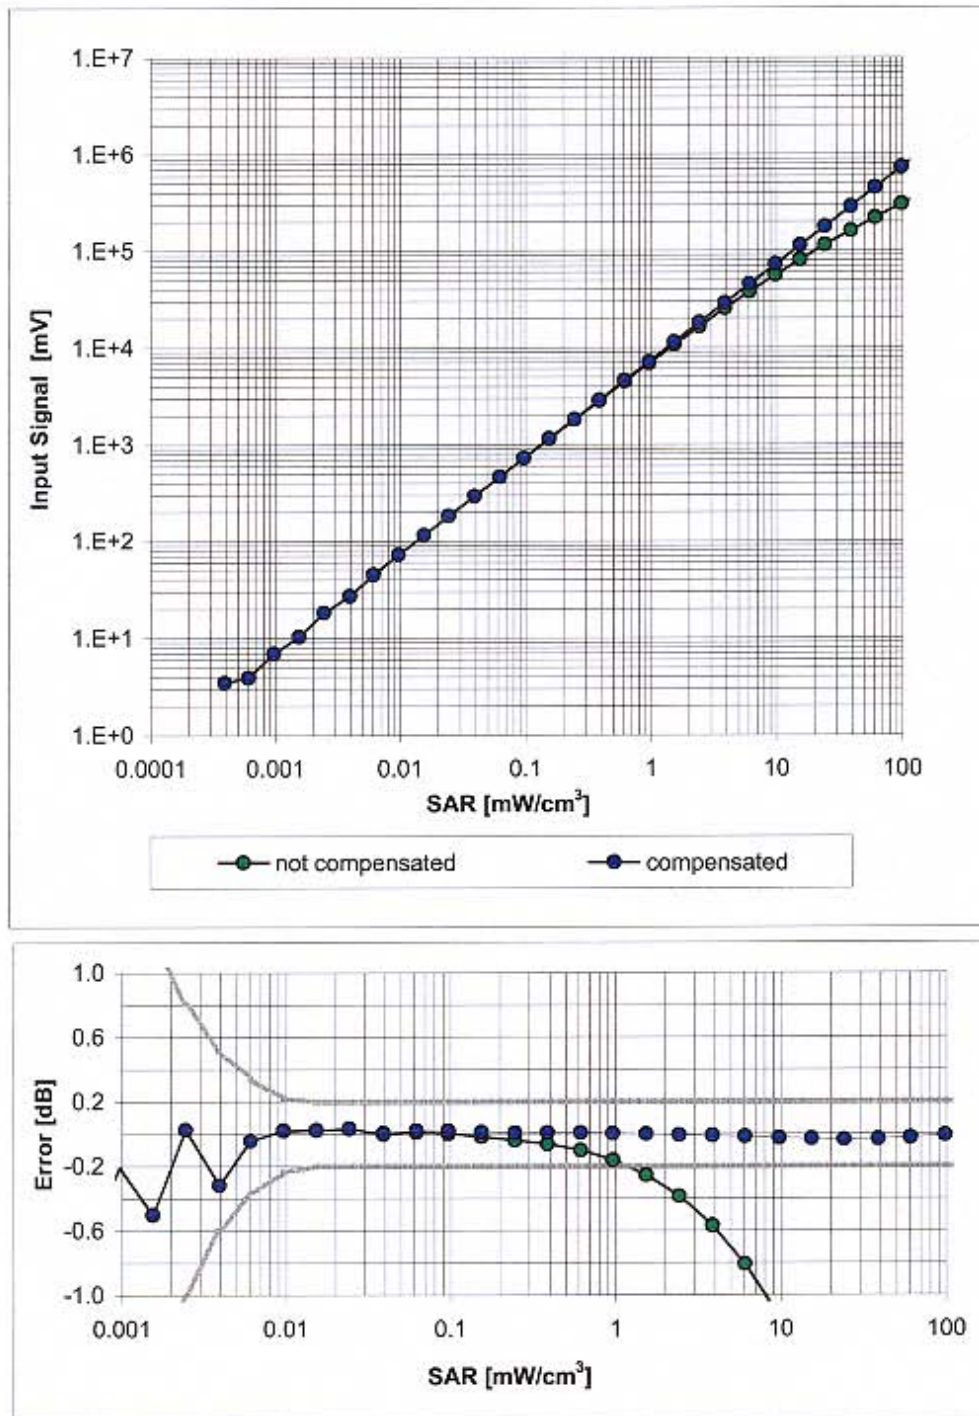 1.E+7
1.E+6
1.E+5
1.E+4
1.E+3
1.E+2
1.E+1
1.E+0
Input Signal [mV]
0.0001 0.001 0.01 0.1 1 10 100
SAR [mW/cm³]
not compensated compensated
1.0
0.6
0.2
-0.2
-0.6
-1.0
Error [dB]
0.001 0.01 0.1 1 10 100
SAR [mW/cm³]